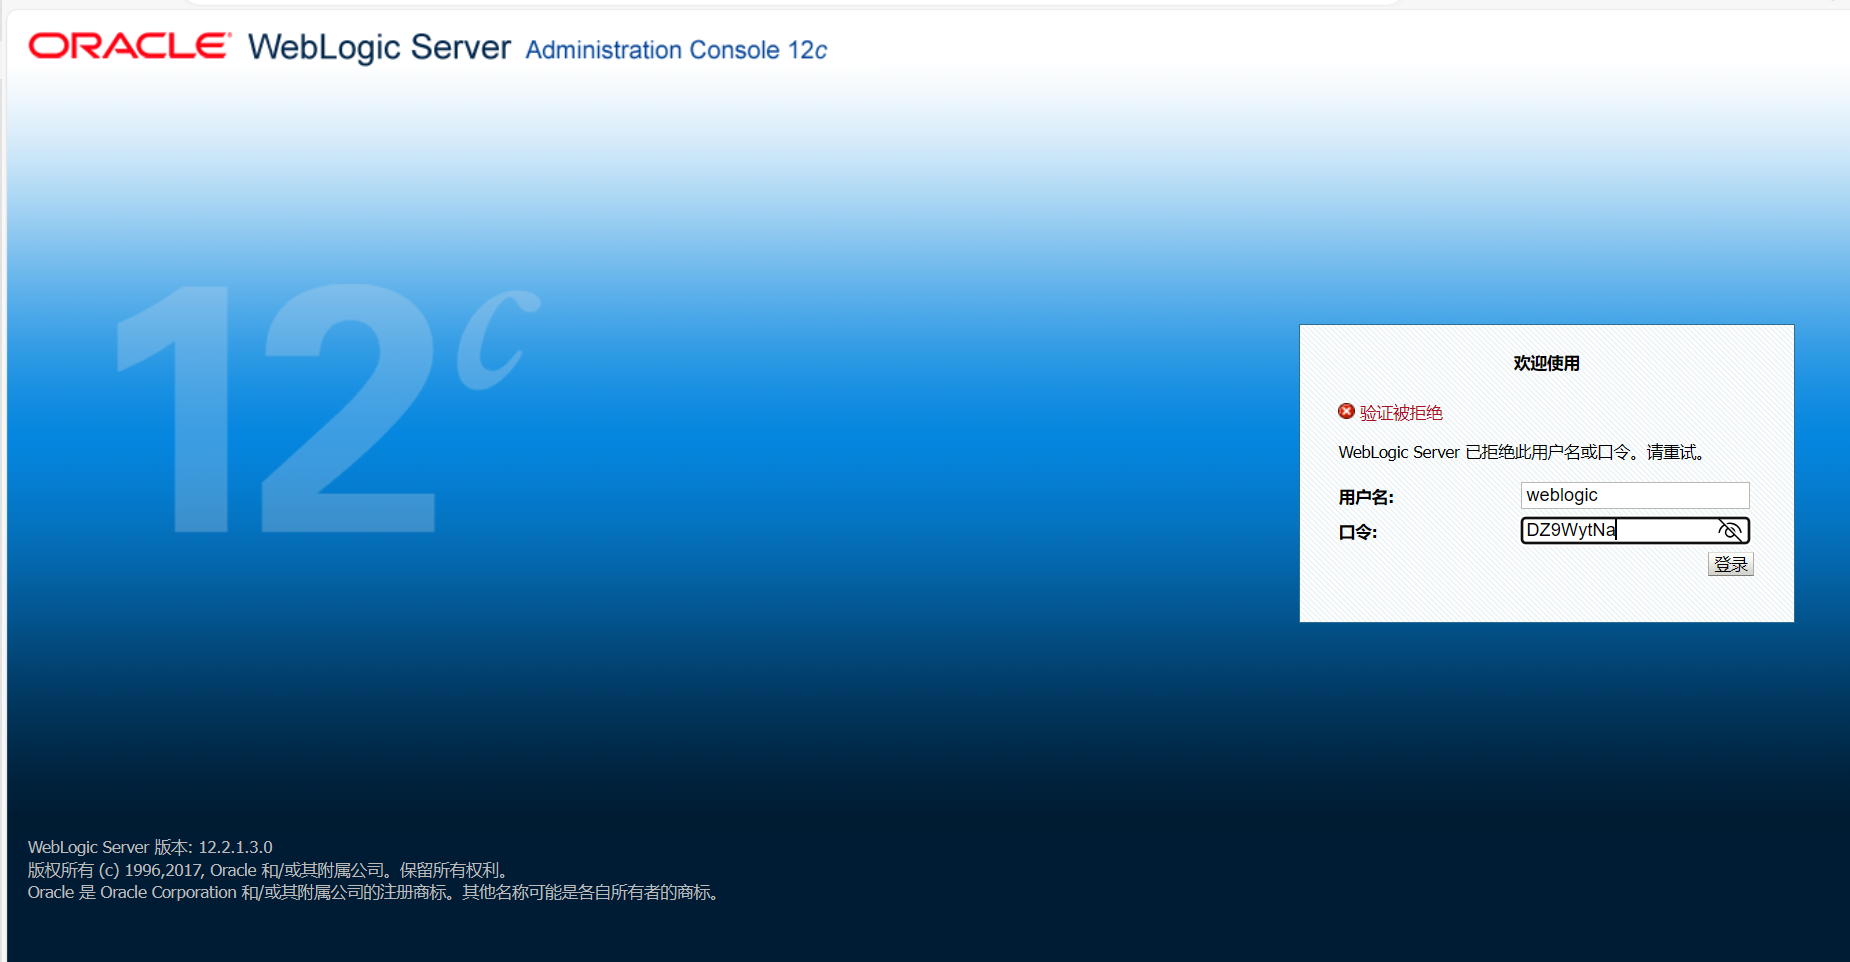 ORACLE® WebLogic Server Administration Console 12c
12c
欢迎使用
验证被拒绝
WebLogic Server 已拒绝此用户名或口令。请重试。
用户名: weblogic
口令: DZ9WytNa
登录
WebLogic Server 版本: 12.2.1.3.0
版权所有 (c) 1996,2017, Oracle 和/或其附属公司。保留所有权利。
Oracle 是 Oracle Corporation 和/或其附属公司的注册商标。其他名称可能是各自所有者的商标。